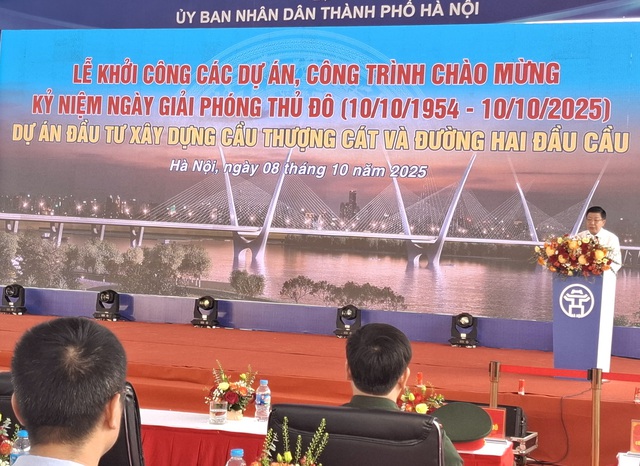 ỦY BAN NHÂN DÂN THÀNH PHỐ HÀ NỘI
LỄ KHỞI CÔNG CÁC DỰ ÁN, CÔNG TRÌNH CHÀO MỪNG
KỶ NIỆM NGÀY GIẢI PHÓNG THỦ ĐÔ (10/10/1954 - 10/10/2025)
DỰ ÁN ĐẦU TƯ XÂY DỰNG CẦU THƯỢNG CÁT VÀ ĐƯỜNG HAI ĐẦU CẦU
Hà Nội, ngày 08 tháng 10 năm 2025